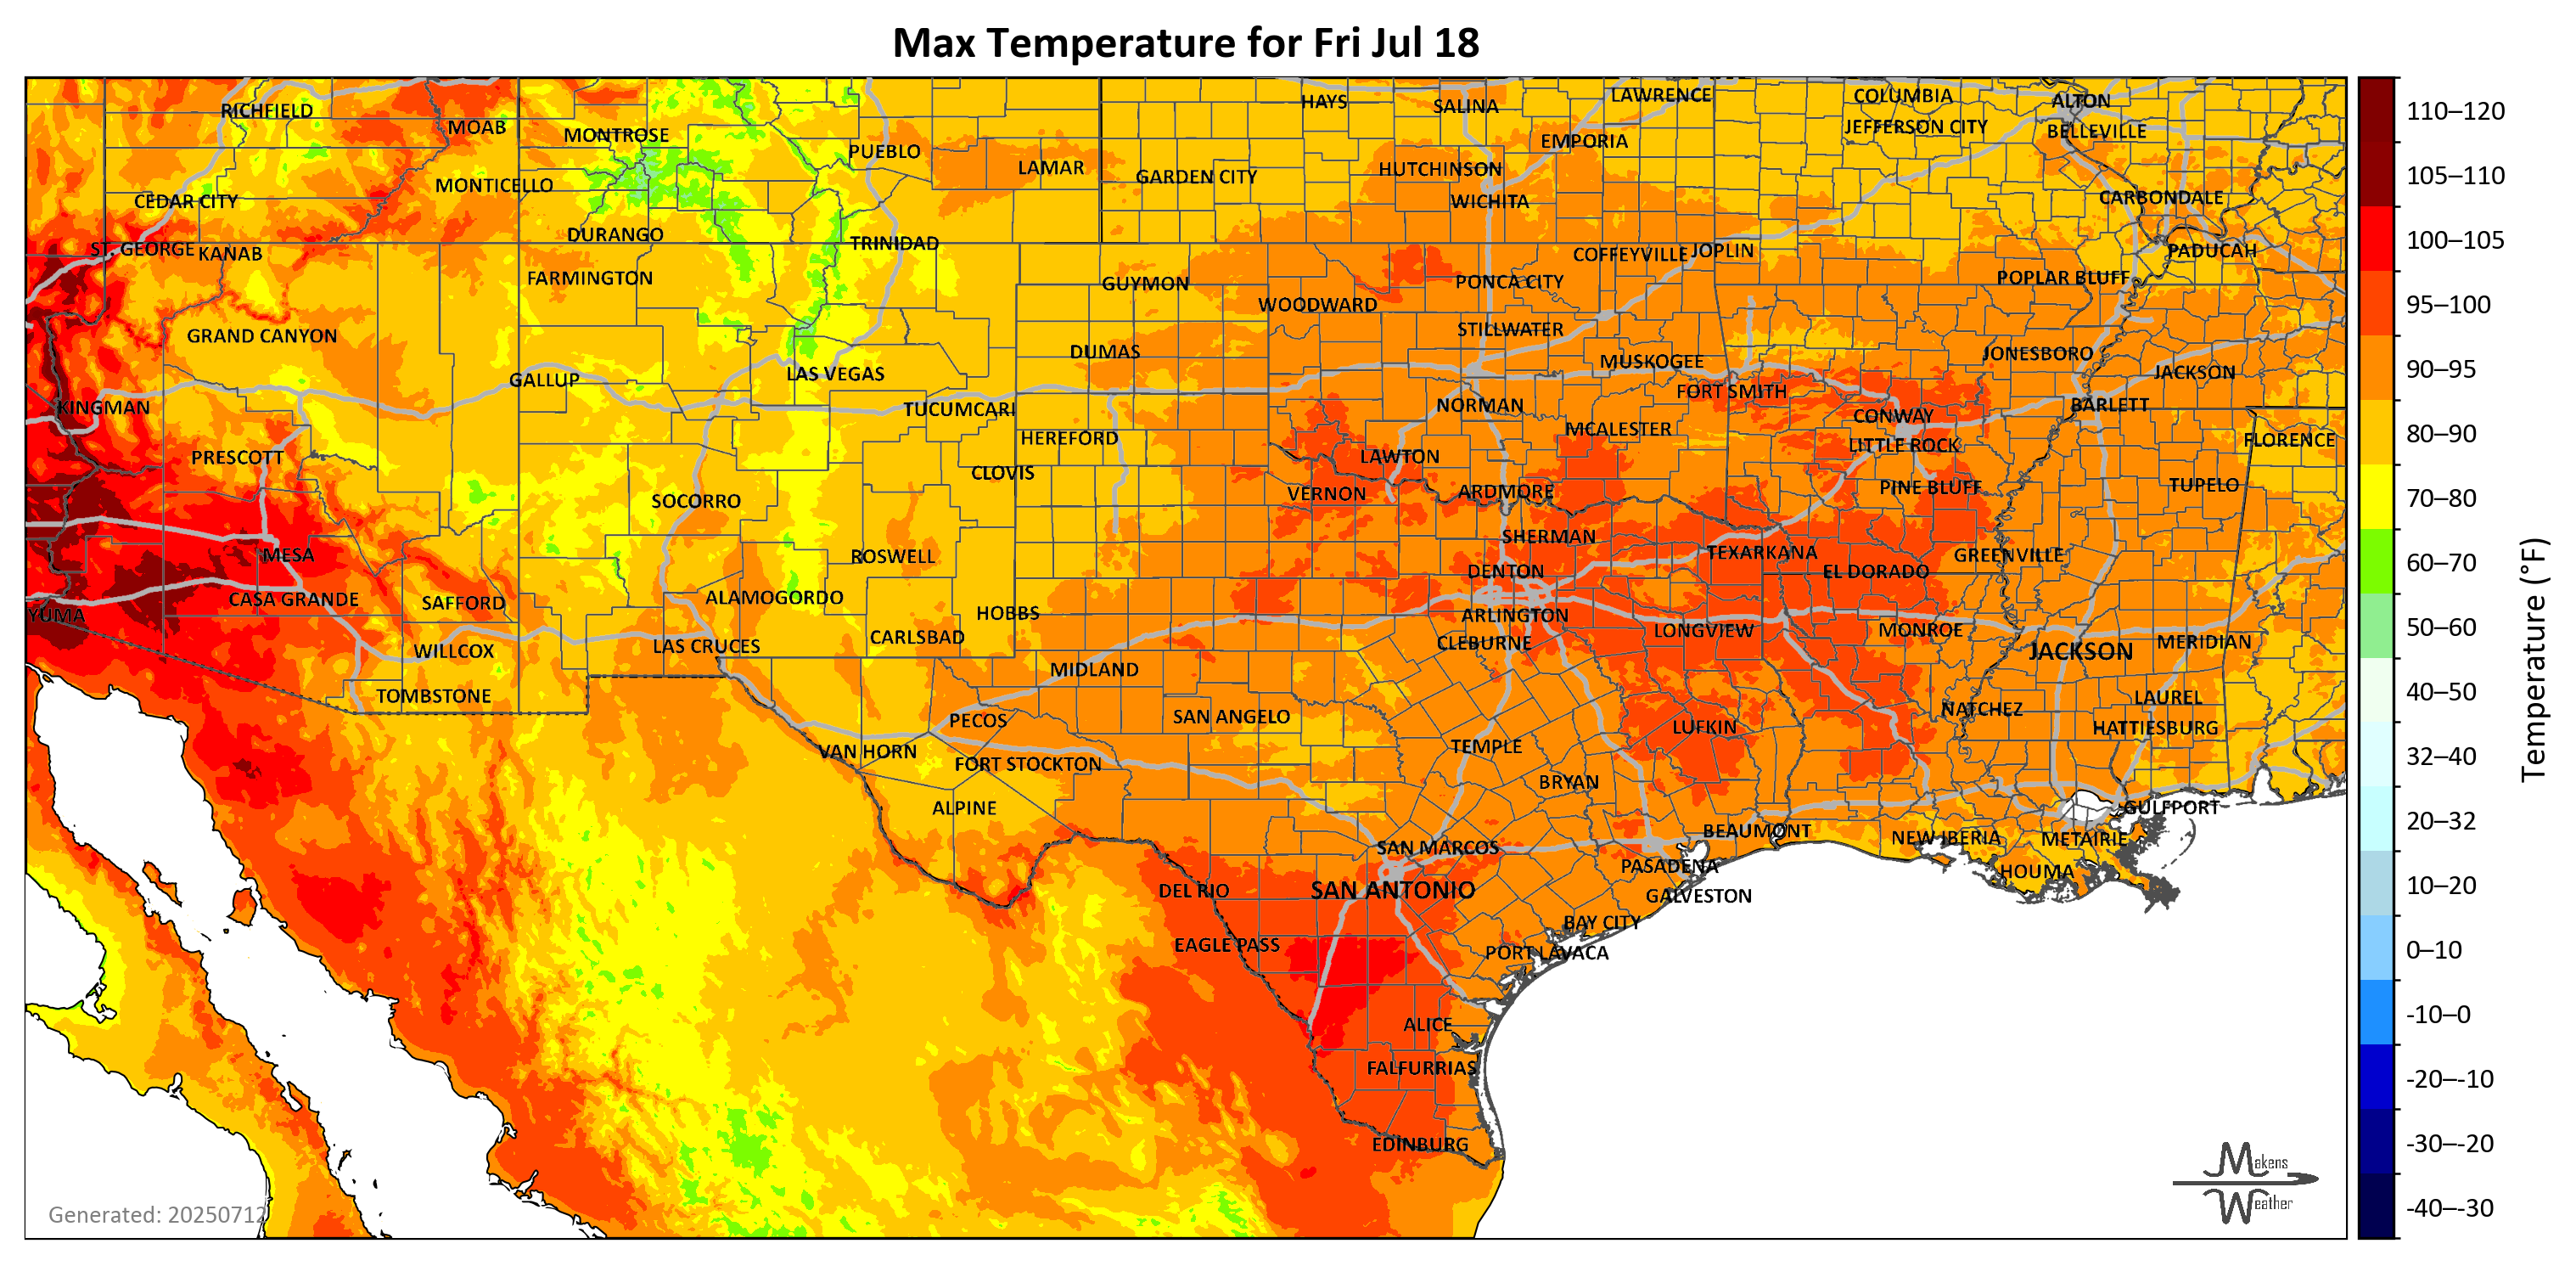 Max Temperature for Fri Jul 18
RICHFIELD
MOAB
MONTROSE
PUEBLO
LAMAR
HAYS
SALINA
LAWRENCE
COLUMBIA
ALTON
JEFFERSON CITY
BELLEVILLE
EMPORIA
HUTCHINSON
GARDEN CITY
WICHITA
MONTICELLO
CEDAR CITY
CARBONDALE
DURANGO
TRINIDAD
ST. GEORGE
KANAB
FARMINGTON
GUYMON
COFFEYVILLE
JOPLIN
PADUCAH
PONCA CITY
POPLAR BLUFF
WOODWARD
GRAND CANYON
STILLWATER
DUMAS
MUSKOGEE
JONESBORO
GALLUP
LAS VEGAS
JACKSON
FORT SMITH
KINGMAN
TUCUMCARI
NORMAN
CONWAY
BARLETT
HEREFORD
MCALESTER
LITTLE ROCK
FLORENCE
PRESCOTT
CLOVIS
LAWTON
SOCORRO
VERNON
ARDMORE
PINE BLUFF
TUPELO
MESA
ROSWELL
SHERMAN
TEXARKANA
GREENVILLE
DENTON
EL DORADO
CASA GRANDE
SAFFORD
ALAMOGORDO
HOBBS
ARLINGTON
YUMA
WILLCOX
LAS CRUCES
CARLSBAD
CLEBURNE
LONGVIEW
MONROE
JACKSON
MERIDIAN
MIDLAND
TOMBSTONE
LAUREL
NATCHEZ
PECOS
SAN ANGELO
LUFKIN
HATTIESBURG
VAN HORN
FORT STOCKTON
TEMPLE
BRYAN
ALPINE
GULFPORT
BEAUMONT
NEW IBERIA
METAIRIE
SAN MARCOS
PASADENA
HOUMA
DEL RIO
SAN ANTONIO
GALVESTON
BAY CITY
EAGLE PASS
PORT LAVACA
ALICE
FALFURRIAS
EDINBURG
Generated: 20250712
Makens
Weather
110–120
105–110
100–105
95–100
90–95
80–90
70–80
60–70
50–60
40–50
32–40
20–32
10–20
0–10
-10–0
-20–-10
-30–-20
-40–-30
Temperature (°F)